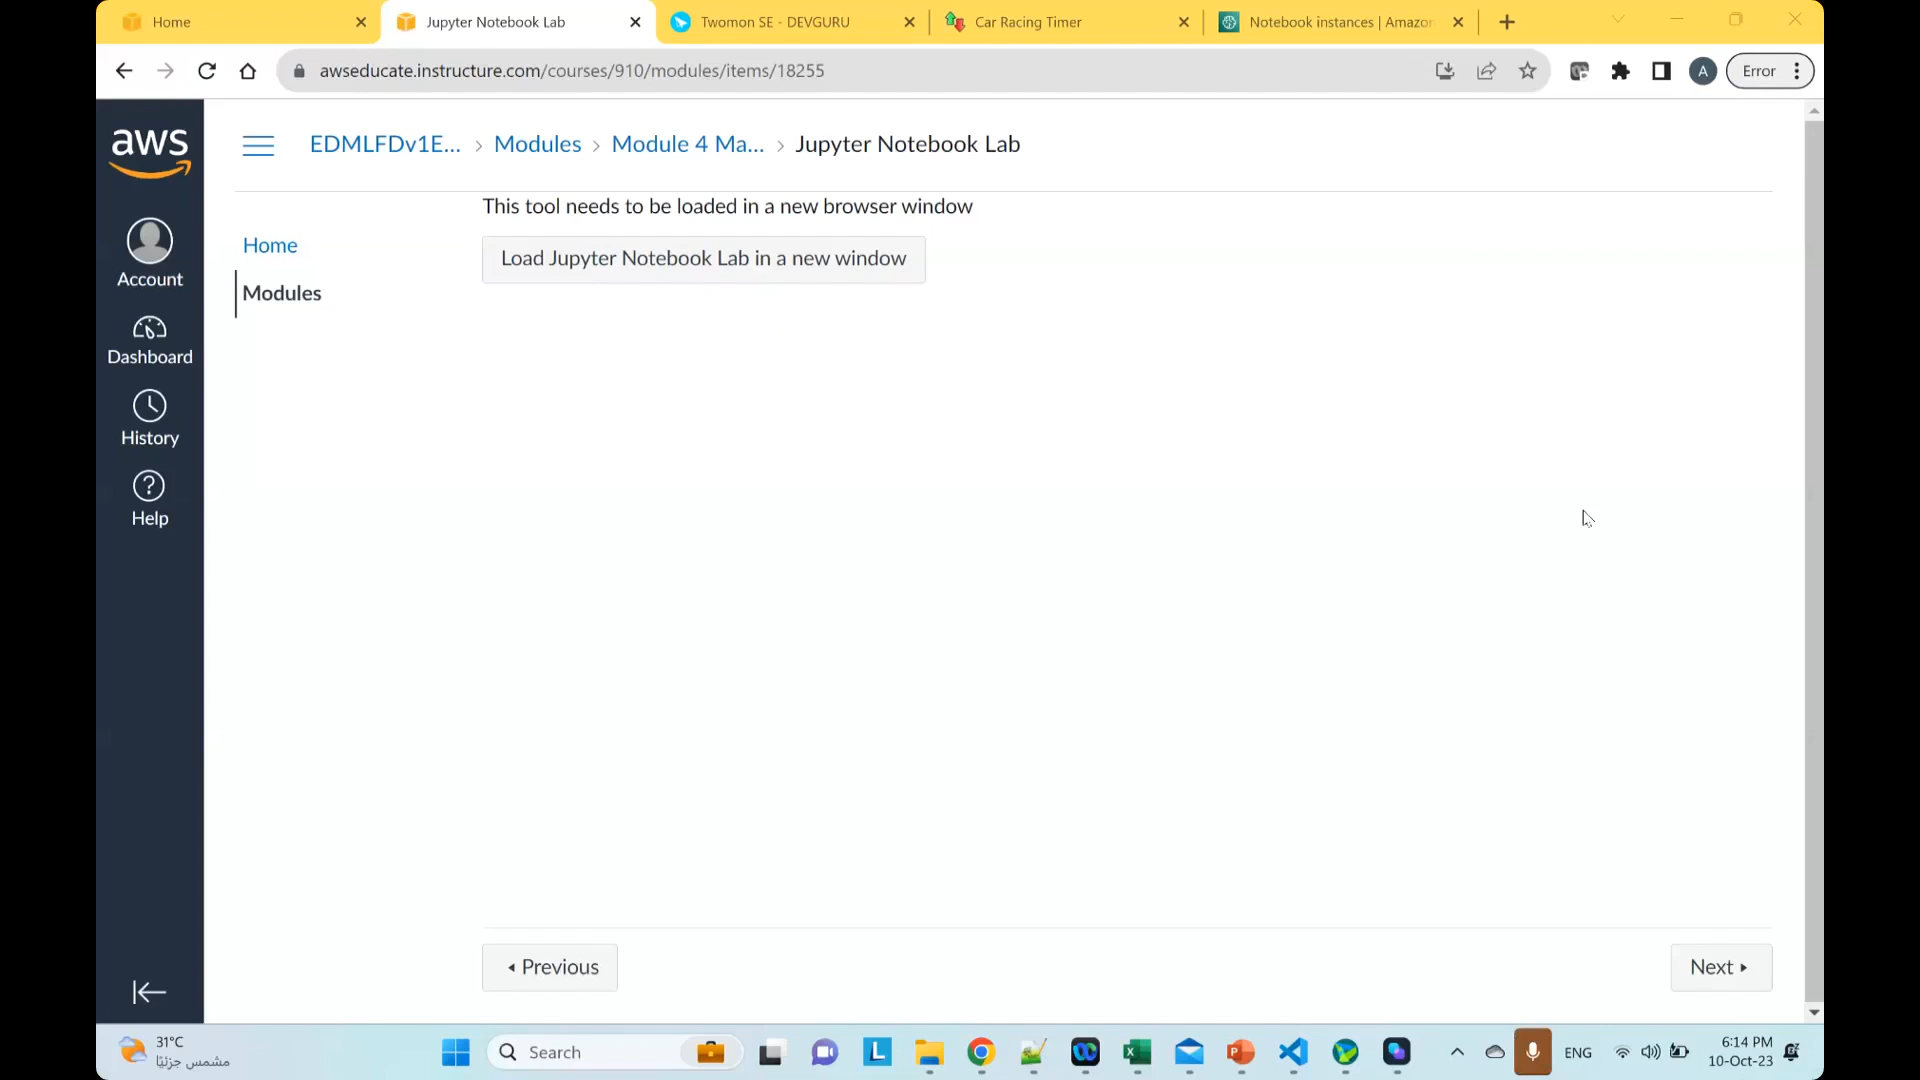 Home
Jupyter Notebook Lab
Twomon SE - DEVGURU
Car Racing Timer
Notebook instances | Amazon
awseducate.instructure.com/courses/910/modules/items/18255
A
Error
aws
EDMLFDv1E... > Modules > Module 4 Ma... > Jupyter Notebook Lab
This tool needs to be loaded in a new browser window
Load Jupyter Notebook Lab in a new window
Home
Modules
Account
Dashboard
History
Help
Previous
Next
31°C
مشمس جزئيًا
Search
ENG
6:14 PM
10-Oct-23